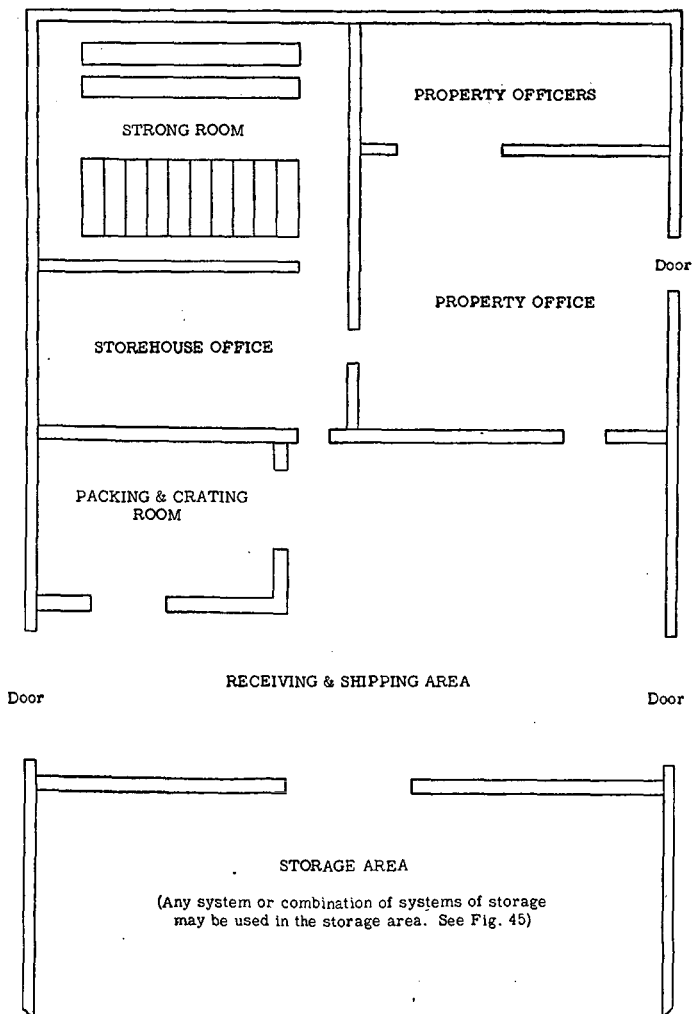 PROPERTY OFFICERS
STRONG ROOM
Door
PROPERTY OFFICE
STOREHOUSE OFFICE
PACKING & CRATING
ROOM
RECEIVING & SHIPPING AREA
Door
Door
STORAGE AREA
(Any system or combination of systems of storage
may be used in the storage area. See Fig. 45)